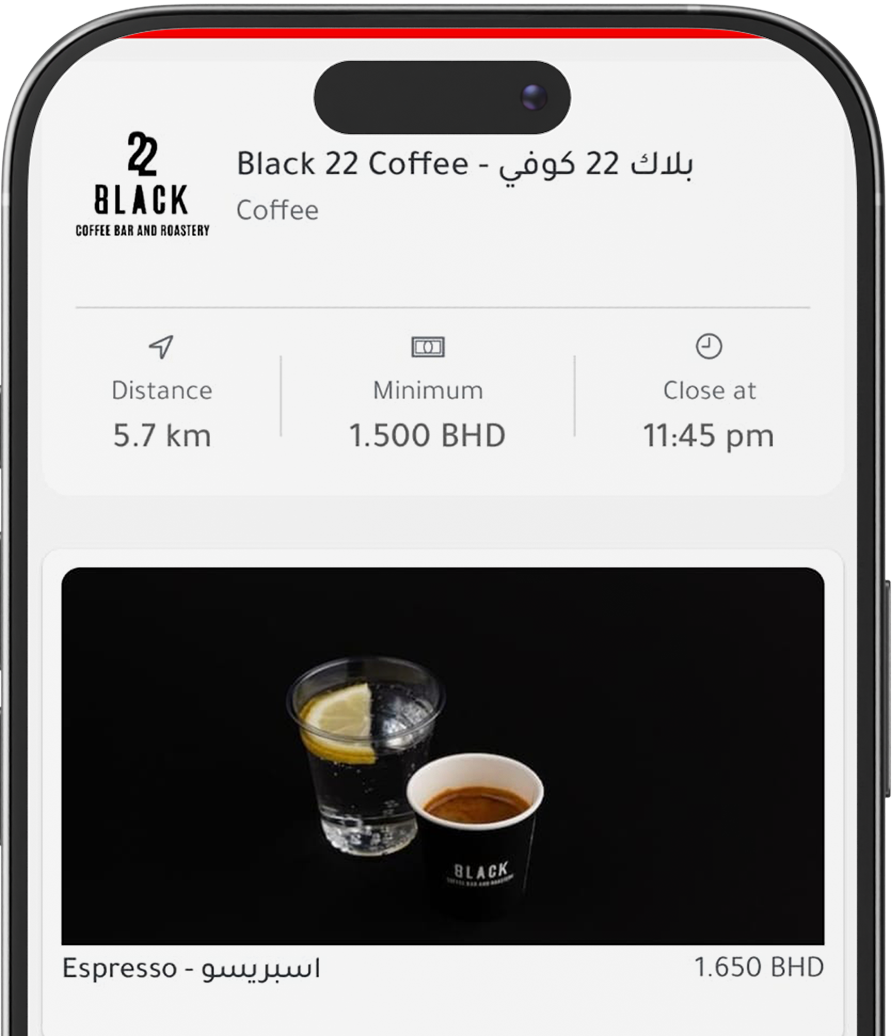 22
BLACK
COFFEE BAR AND ROASTERY
Black 22 Coffee - بلاك 22 كوفي
Coffee
Distance
5.7 km
Minimum
1.500 BHD
Close at
11:45 pm
BLACK
COFFEE BAR AND ROASTERY
Espresso - اسبريسو
1.650 BHD